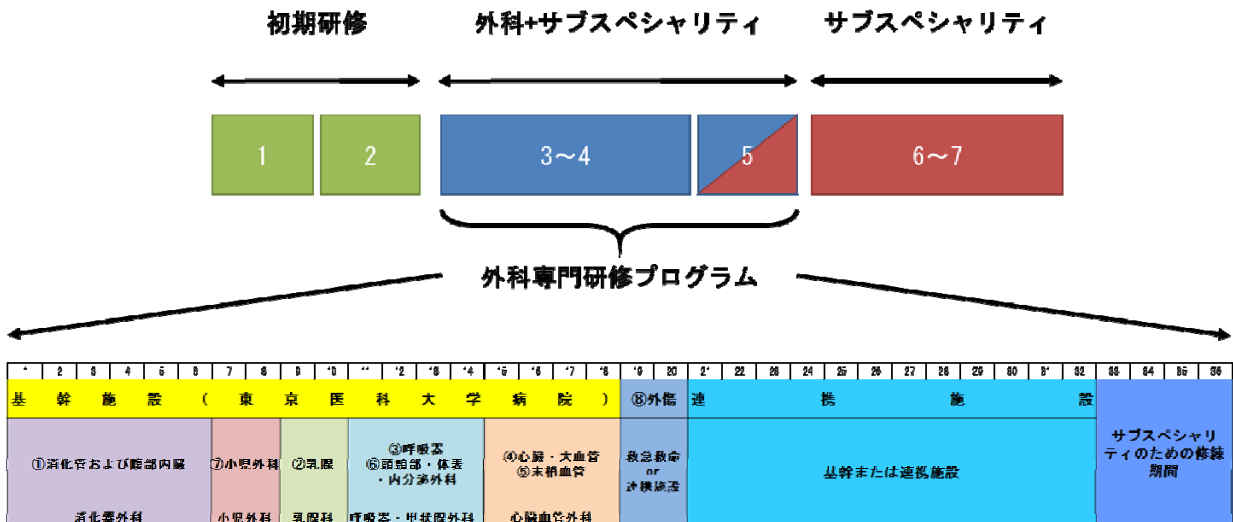 初期研修
外科+サブスペシャリティ
サブスペシャリティ
1
2
3～4
5
6～7
外科専門研修プログラム
2 3 4 5 6 7 8 9 20 22 23 24 25 26 27 28 29 30 32 33 34 35 36
基幹施設(東京医科大学病院)
⑧外傷
連携施設
①消化管および腹部内臓
⑦小児外科
②乳腺
③呼吸器
⑥頭頸部・体表
・内分泌外科
④心臓・大血管
⑤末梢血管
救急救命
or
連携施設
基幹または連携施設
サブスペシャリ
ティのための修練
期間
消化器外科
小児外科
乳腺科
呼吸器・甲状腺外科
心臓血管外科